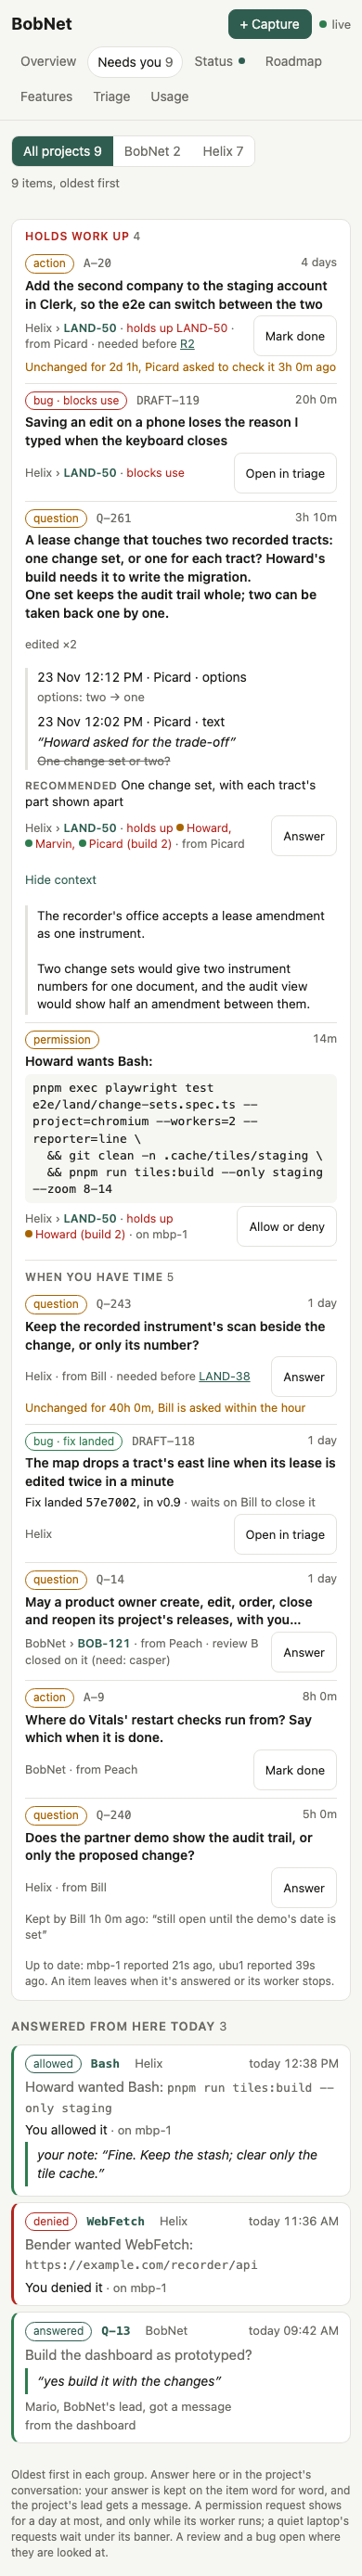 BobNet
+ Capture
live
Overview
Needs you 9
Status
Roadmap
Features
Triage
Usage
All projects 9
BobNet 2
Helix 7
9 items, oldest first
HOLDS WORK UP 4
action A-20 4 days
Add the second company to the staging account
in Clerk, so the e2e can switch between the two
Helix › LAND-50 · holds up LAND-50 ·
from Picard · needed before R2
Mark done
Unchanged for 2d 1h, Picard asked to check it 3h 0m ago
bug · blocks use DRAFT-119 20h 0m
Saving an edit on a phone loses the reason I
typed when the keyboard closes
Helix › LAND-50 · blocks use
Open in triage
question Q-261 3h 10m
A lease change that touches two recorded tracts:
one change set, or one for each tract? Howard's
build needs it to write the migration.
One set keeps the audit trail whole; two can be
taken back one by one.
edited ×2
23 Nov 12:12 PM · Picard · options
options: two → one
23 Nov 12:02 PM · Picard · text
“Howard asked for the trade-off”
One change set or two?
RECOMMENDED One change set, with each tract's
part shown apart
Helix › LAND-50 · holds up Howard,
Marvin, Picard (build 2) · from Picard
Answer
Hide context
The recorder's office accepts a lease amendment
as one instrument.
Two change sets would give two instrument
numbers for one document, and the audit view
would show half an amendment between them.
permission 14m
Howard wants Bash:
pnpm exec playwright test
e2e/land/change-sets.spec.ts --
project=chromium --workers=2 --
reporter=line \
&& git clean -n .cache/tiles/staging \
&& pnpm run tiles:build --only staging
--zoom 8-14
Helix › LAND-50 · holds up
Howard (build 2) · on mbp-1
Allow or deny
WHEN YOU HAVE TIME 5
question Q-243 1 day
Keep the recorded instrument's scan beside the
change, or only its number?
Helix · from Bill · needed before LAND-38
Answer
Unchanged for 40h 0m, Bill is asked within the hour
bug · fix landed DRAFT-118 1 day
The map drops a tract's east line when its lease is
edited twice in a minute
Fix landed 57e7002, in v0.9 · waits on Bill to close it
Helix
Open in triage
question Q-14 1 day
May a product owner create, edit, order, close
and reopen its project's releases, with you...
BobNet › BOB-121 · from Peach · review B
closed on it (need: casper)
Answer
action A-9 8h 0m
Where do Vitals' restart checks run from? Say
which when it is done.
BobNet · from Peach
Mark done
question Q-240 5h 0m
Does the partner demo show the audit trail, or
only the proposed change?
Helix · from Bill
Answer
Kept by Bill 1h 0m ago: “still open until the demo's date is
set”
Up to date: mbp-1 reported 21s ago, ubu1 reported 39s
ago. An item leaves when it's answered or its worker stops.
ANSWERED FROM HERE TODAY 3
allowed Bash Helix today 12:38 PM
Howard wanted Bash: pnpm run tiles:build --
only staging
You allowed it · on mbp-1
your note: “Fine. Keep the stash; clear only the
tile cache.”
denied WebFetch Helix today 11:36 AM
Bender wanted WebFetch:
https://example.com/recorder/api
You denied it · on mbp-1
answered Q-13 BobNet today 09:42 AM
Build the dashboard as prototyped?
“yes build it with the changes”
Mario, BobNet's lead, got a message
from the dashboard
Oldest first in each group. Answer here or in the project's
conversation: your answer is kept on the item word for word, and
the project's lead gets a message. A permission request shows
for a day at most, and only while its worker runs; a quiet laptop's
requests wait under its banner. A review and a bug open where
they are looked at.